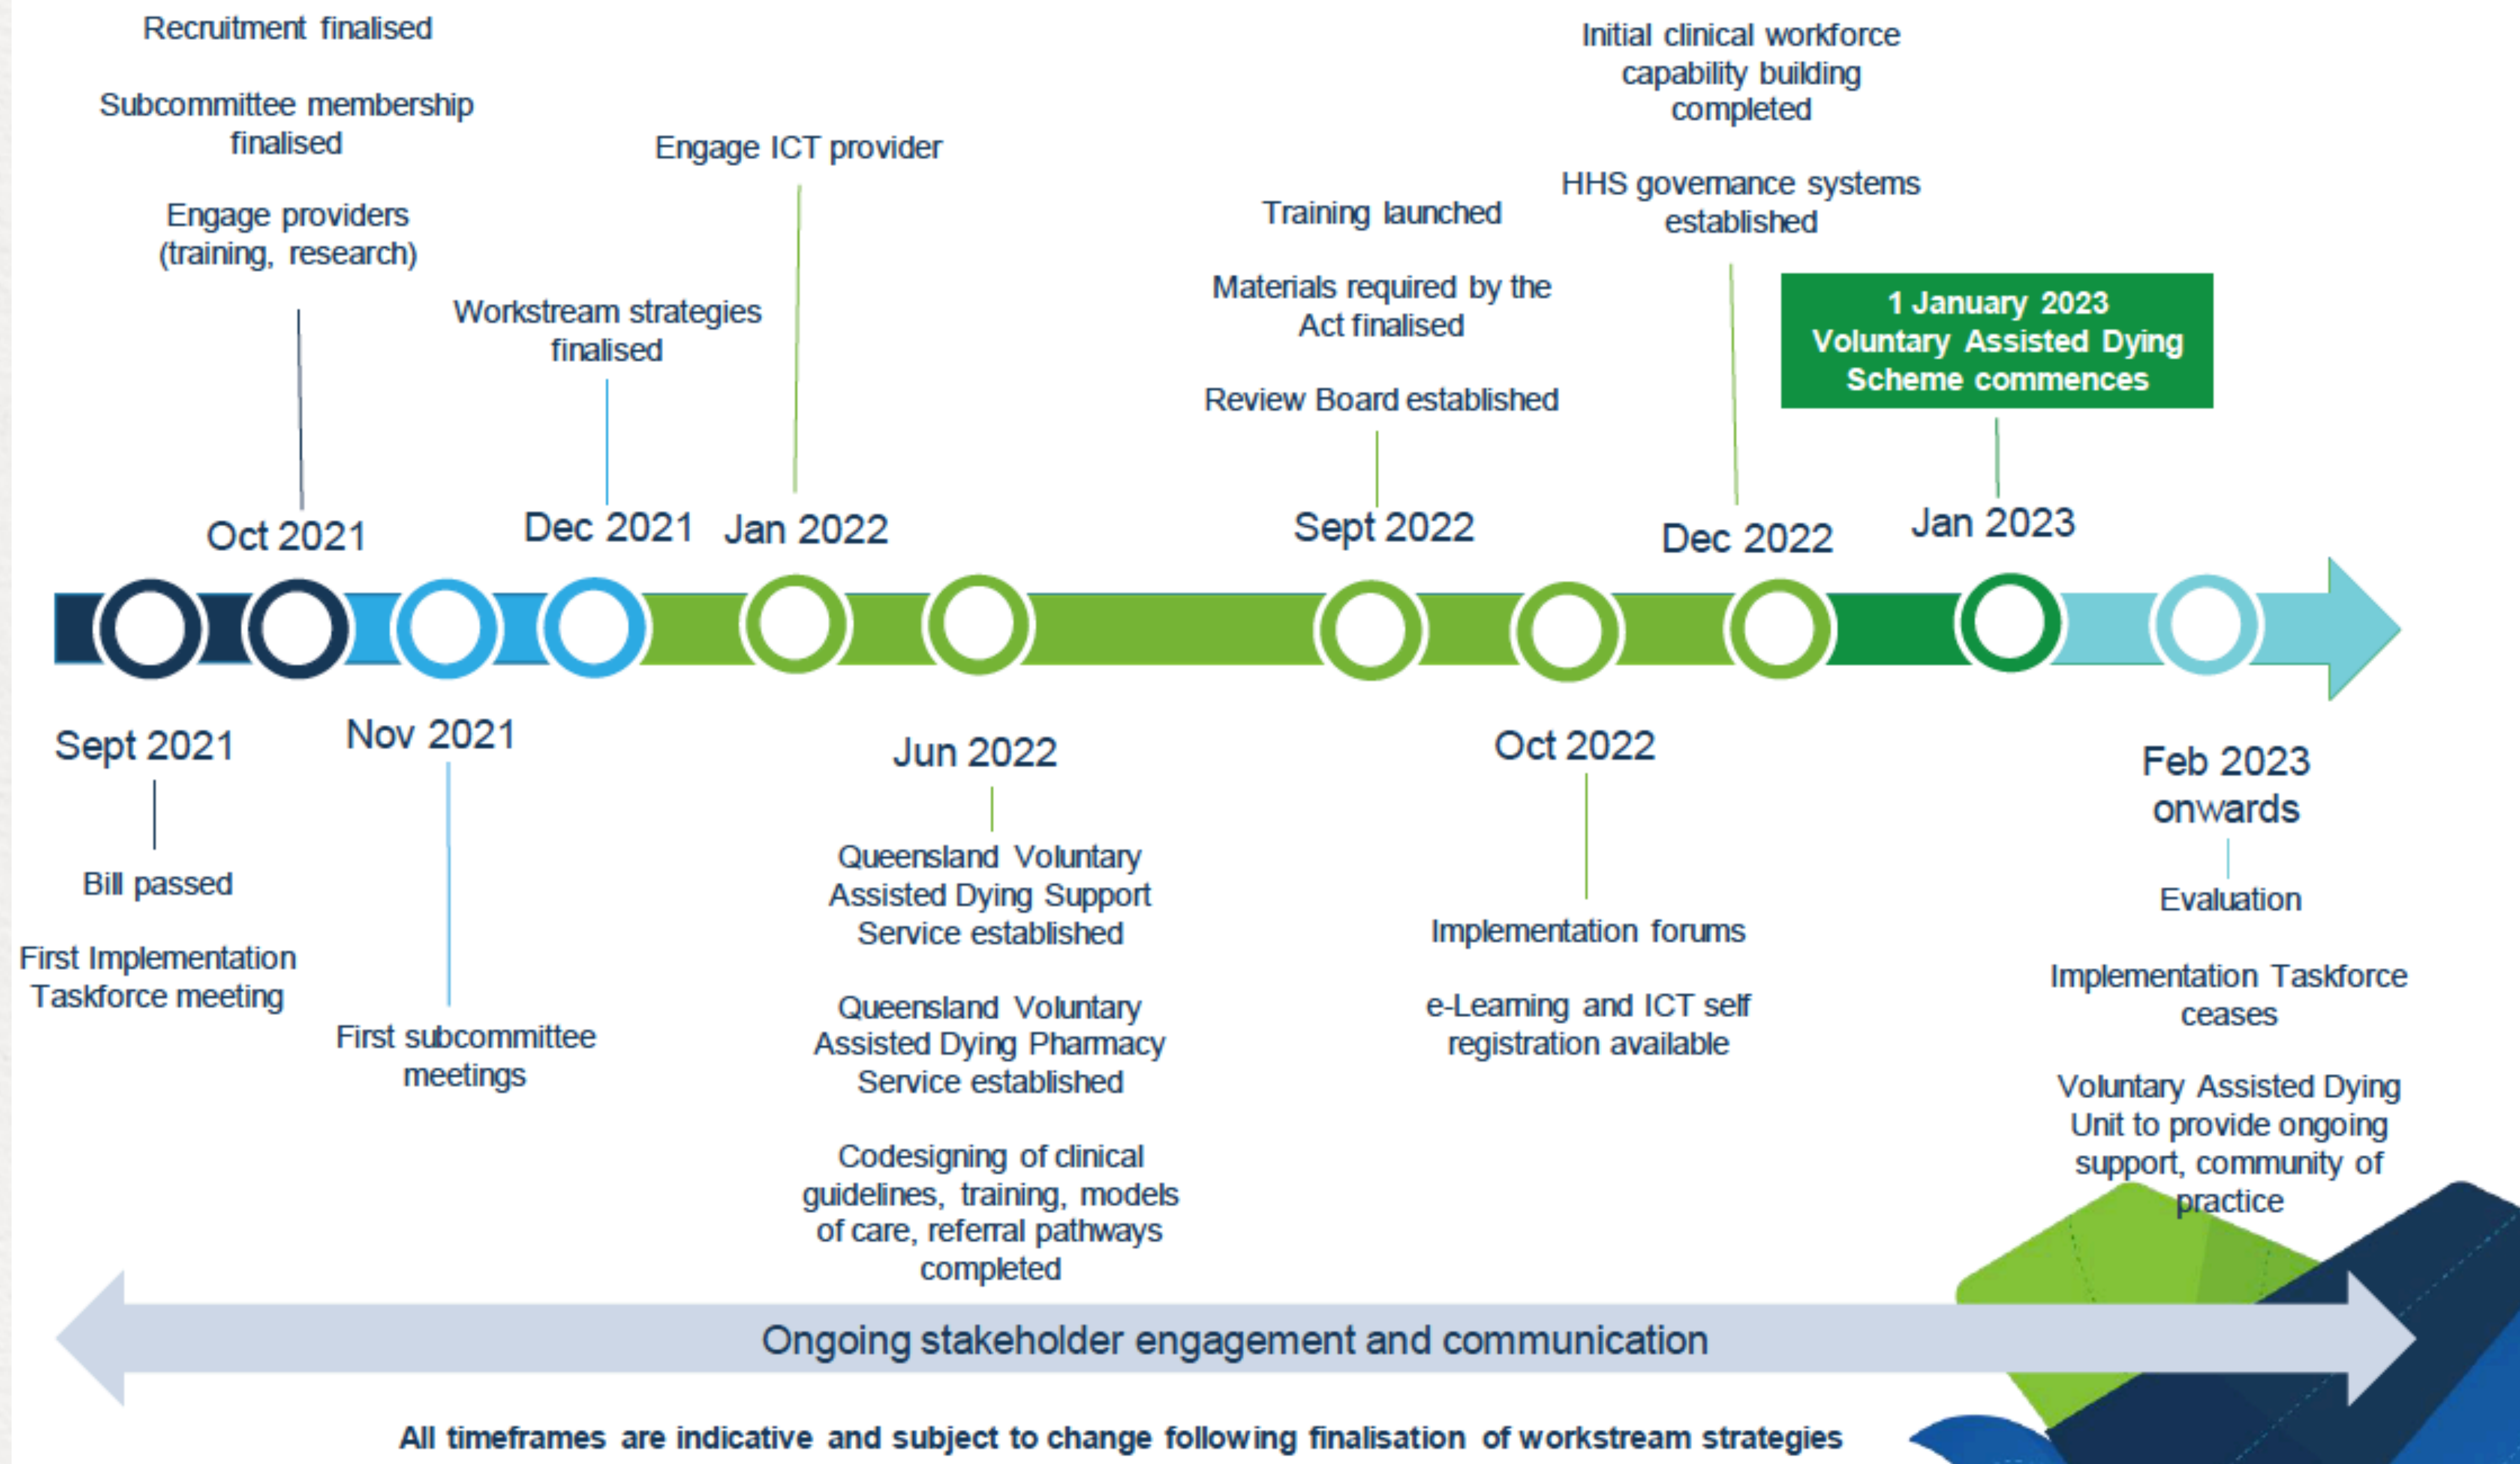 Recruitment finalised
Subcommittee membership
finalised
Engage providers
(training, research)
Oct 2021
Workstream strategies
finalised
Dec 2021
Engage ICT provider
Jan 2022
Training launched
Materials required by the
Act finalised
Review Board established
Sept 2022
Initial clinical workforce
capability building
completed
HHS governance systems
established
Dec 2022
1 January 2023
Voluntary Assisted Dying
Scheme commences
Jan 2023
Sept 2021
Bill passed
First Implementation
Taskforce meeting
Nov 2021
First subcommittee
meetings
Jun 2022
Queensland Voluntary
Assisted Dying Support
Service established
Queensland Voluntary
Assisted Dying Pharmacy
Service established
Codesigning of clinical
guidelines, training, models
of care, referral pathways
completed
Oct 2022
Implementation forums
e-Learning and ICT self
registration available
Feb 2023
onwards
Evaluation
Implementation Taskforce
ceases
Voluntary Assisted Dying
Unit to provide ongoing
support, community of
practice
Ongoing stakeholder engagement and communication
All timeframes are indicative and subject to change following finalisation of workstream strategies